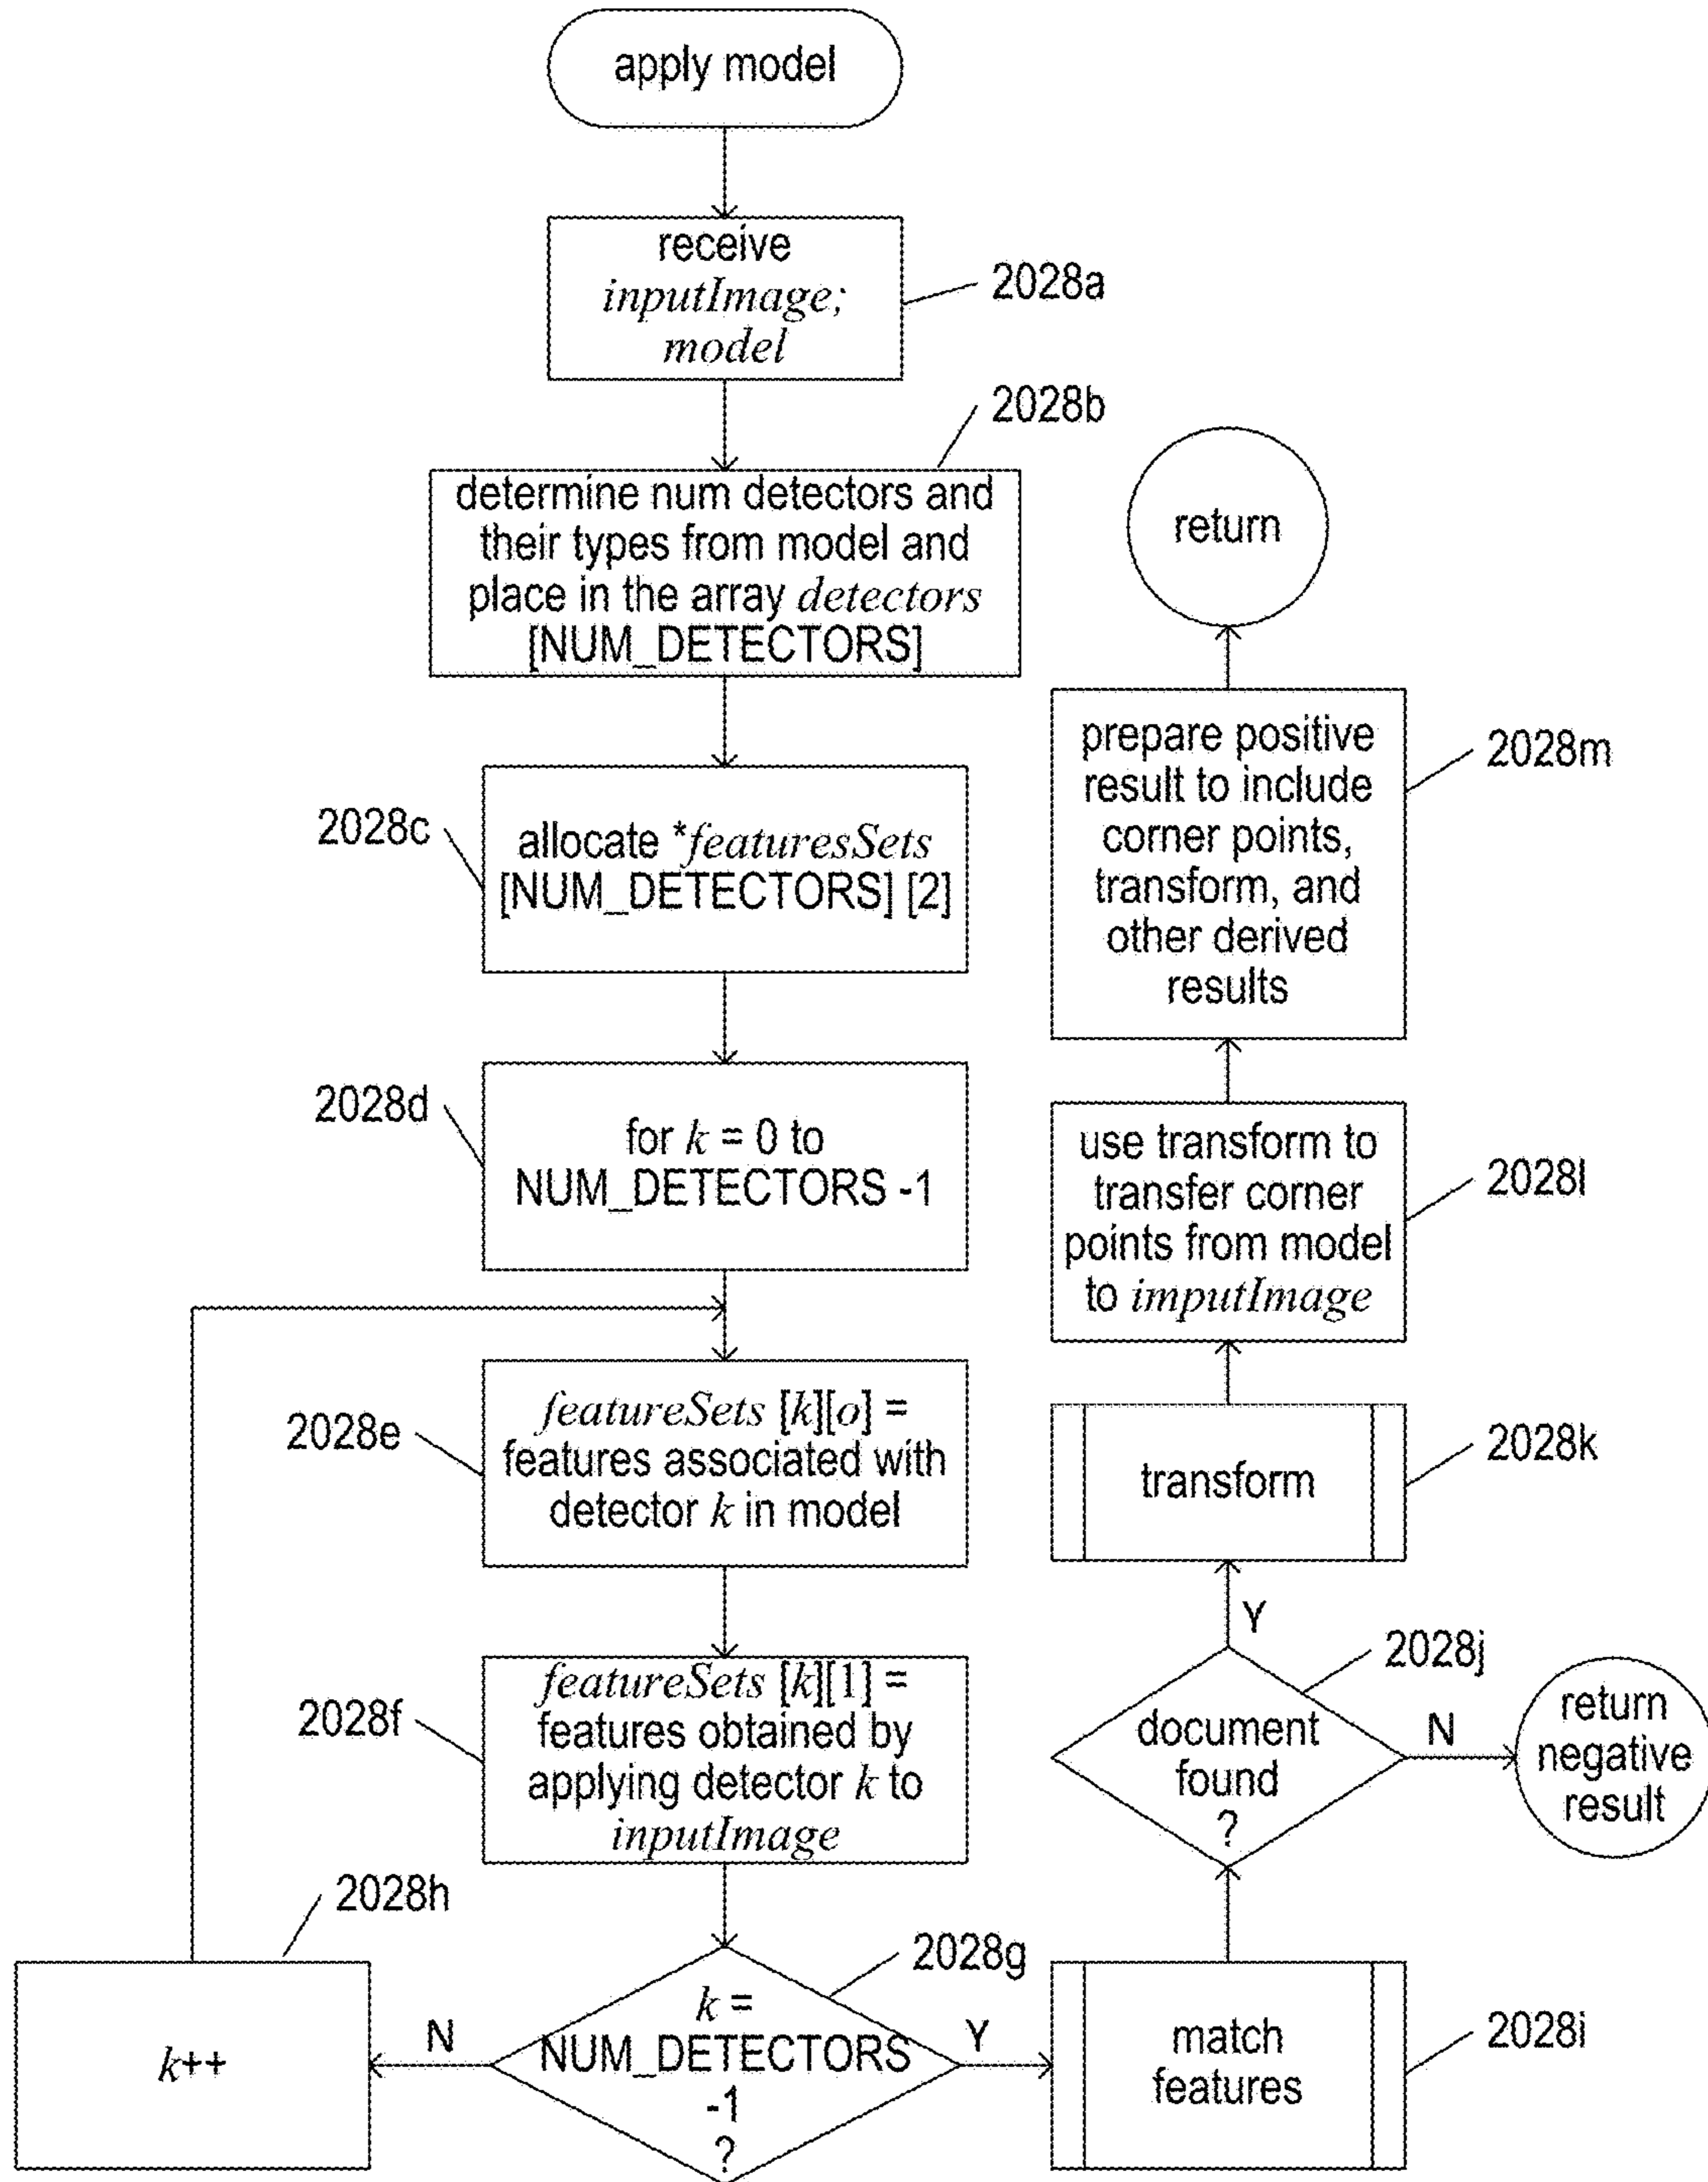 apply model
receive
inputImage;
model
2028a
2028b
determine num detectors and
their types from model and
place in the array detectors
[NUM_DETECTORS]
2028c
allocate *featuresSets
[NUM_DETECTORS] [2]
2028d
for k = 0 to
NUM_DETECTORS -1
2028e
featureSets [k][o] =
features associated with
detector k in model
2028f
featureSets [k][1] =
features obtained by
applying detector k to
inputImage
2028g
k =
NUM_DETECTORS
-1
?
N
Y
2028h
k++
match
features
2028i
document
found
?
2028j
N
return
negative
result
Y
transform
2028k
use transform to
transfer corner
points from model
to imputImage
2028l
prepare positive
result to include
corner points,
transform, and
other derived
results
2028m
return